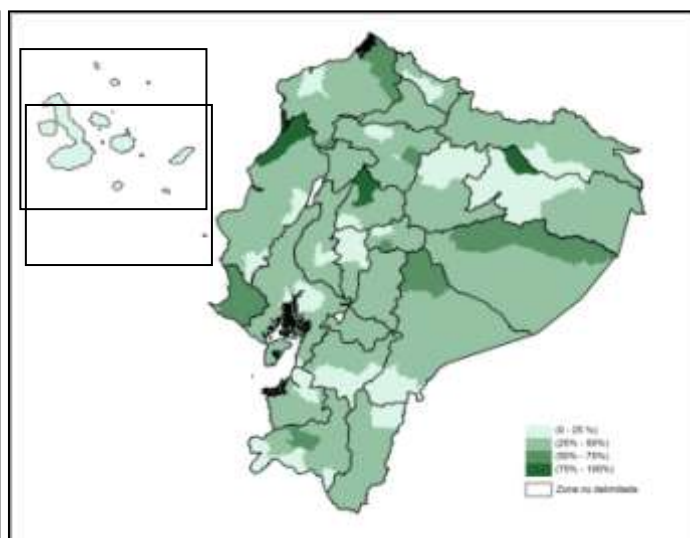 (0 - 25 %)
(25% - 50%)
(50% - 75%)
(75% - 100%)
Zona no delimitada